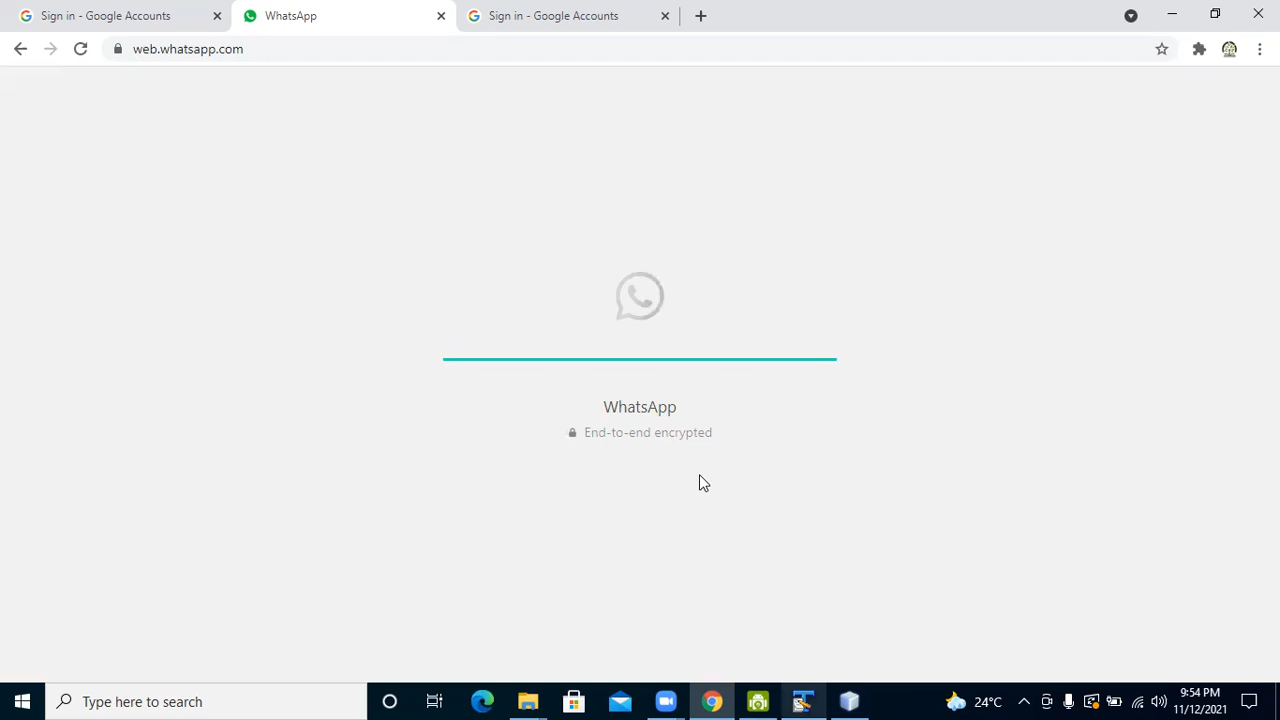 Sign in - Google Accounts
WhatsApp
Sign in - Google Accounts
web.whatsapp.com
WhatsApp
End-to-end encrypted
Type here to search
24°C
9:54 PM
11/12/2021